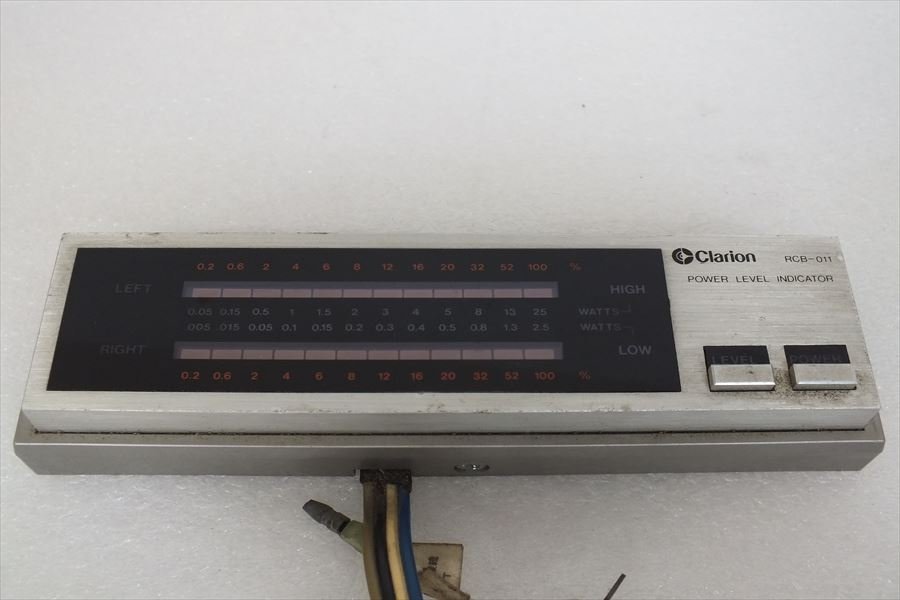 Clarion RCB-011
POWER LEVEL INDICATOR
0.2 0.6 2 4 6 8 12 16 20 32 52 100 %
LEFT HIGH
0.05 0.15 0.5 1 1.5 2 3 4 5 8 13 25 WATTS
005 .015 0.05 0.1 0.15 0.2 0.3 0.4 0.5 0.8 1.3 2.5 WATTS
RIGHT LOW
0.2 0.6 2 4 6 8 12 16 20 32 52 100 %
LEVEL POWER